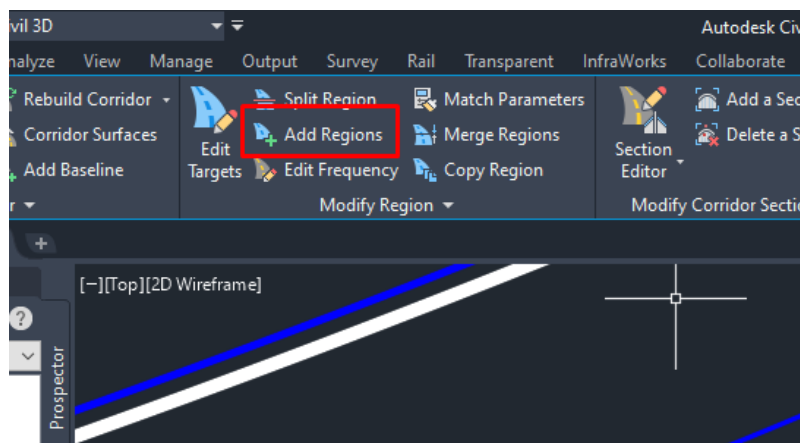 ivil 3D
Autodesk Civ
nalyze View Manage Output Survey Rail Transparent InfraWorks Collaborate
Rebuild Corridor Split Region Match Parameters Add a Sec
Corridor Surfaces Add Regions Merge Regions Delete a S
Add Baseline Edit Targets Edit Frequency Copy Region Section Editor
r Modify Region Modify Corridor Secti
+
[−][Top][2D Wireframe]
?
Prospector